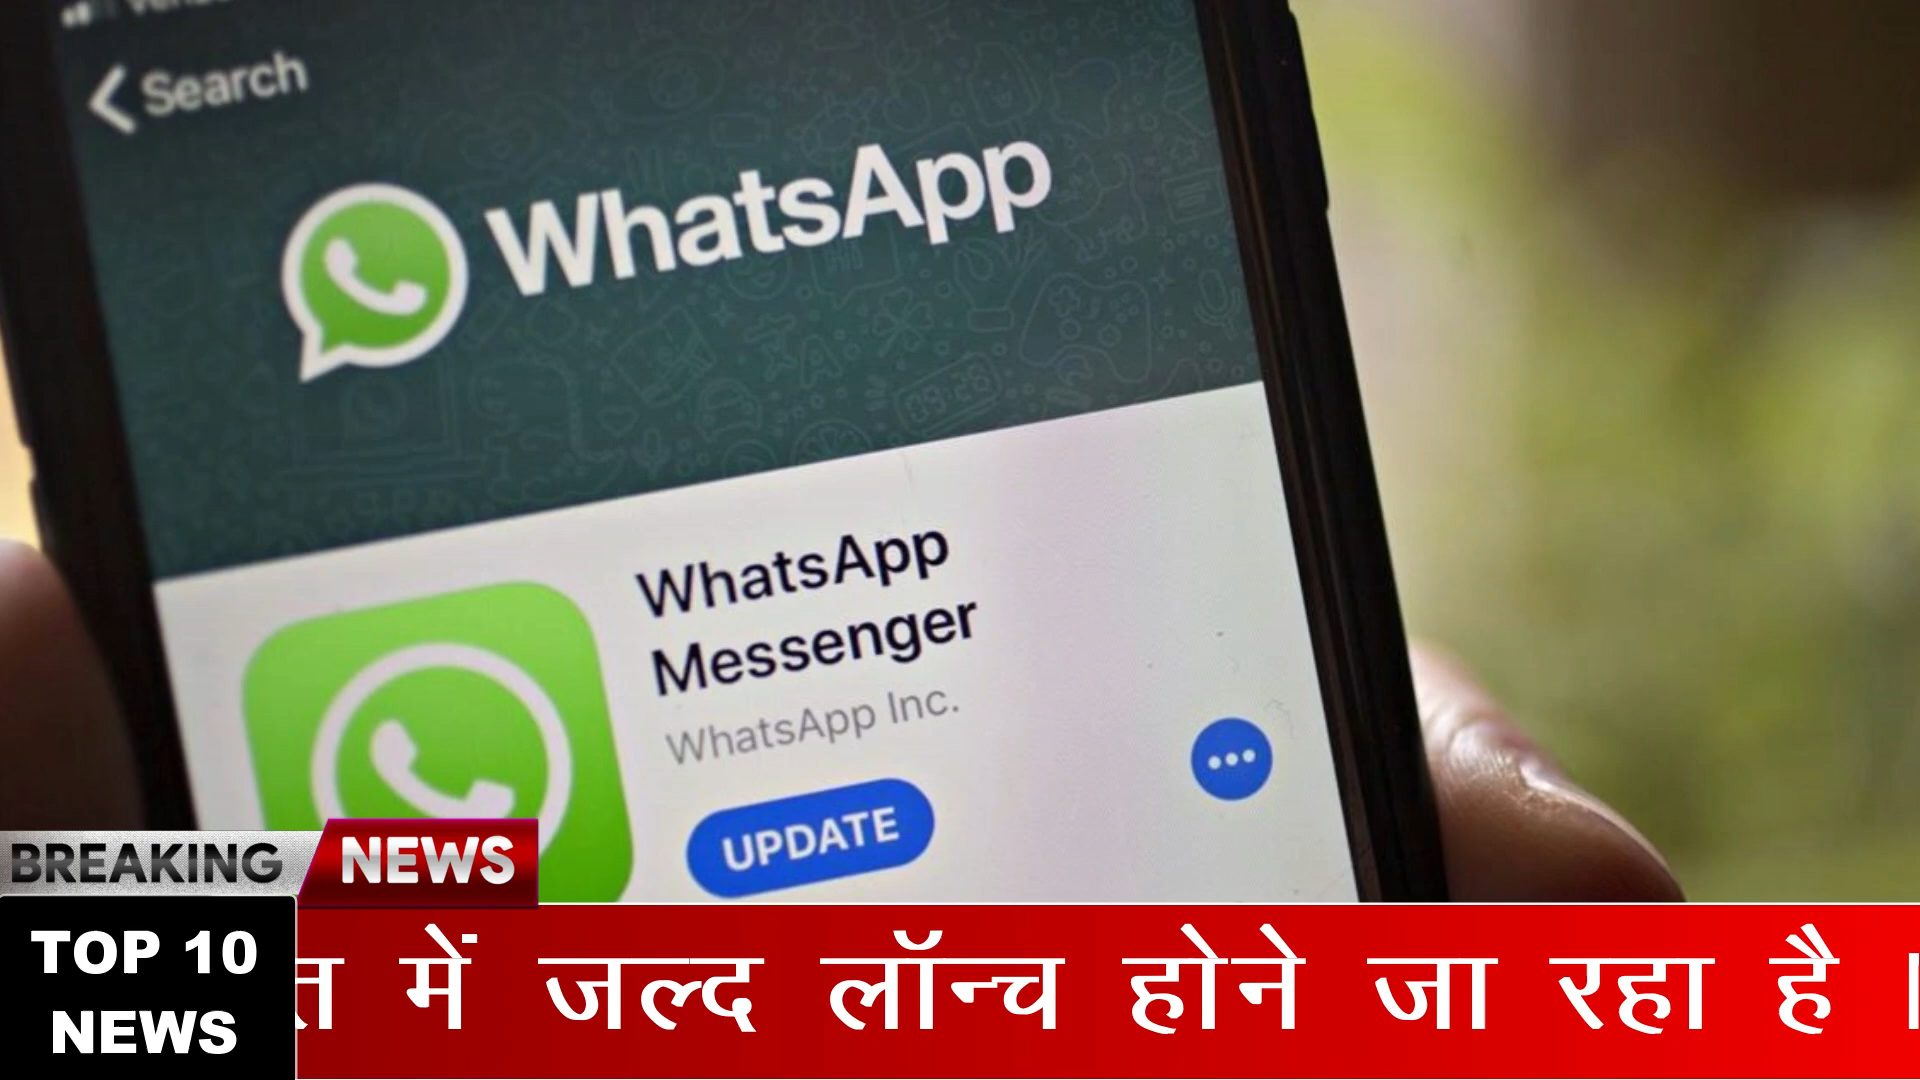 Search
WhatsApp
WhatsApp
Messenger
WhatsApp Inc.
UPDATE
BREAKING NEWS
TOP 10
NEWS
में जल्द लॉन्च होने जा रहा है ।